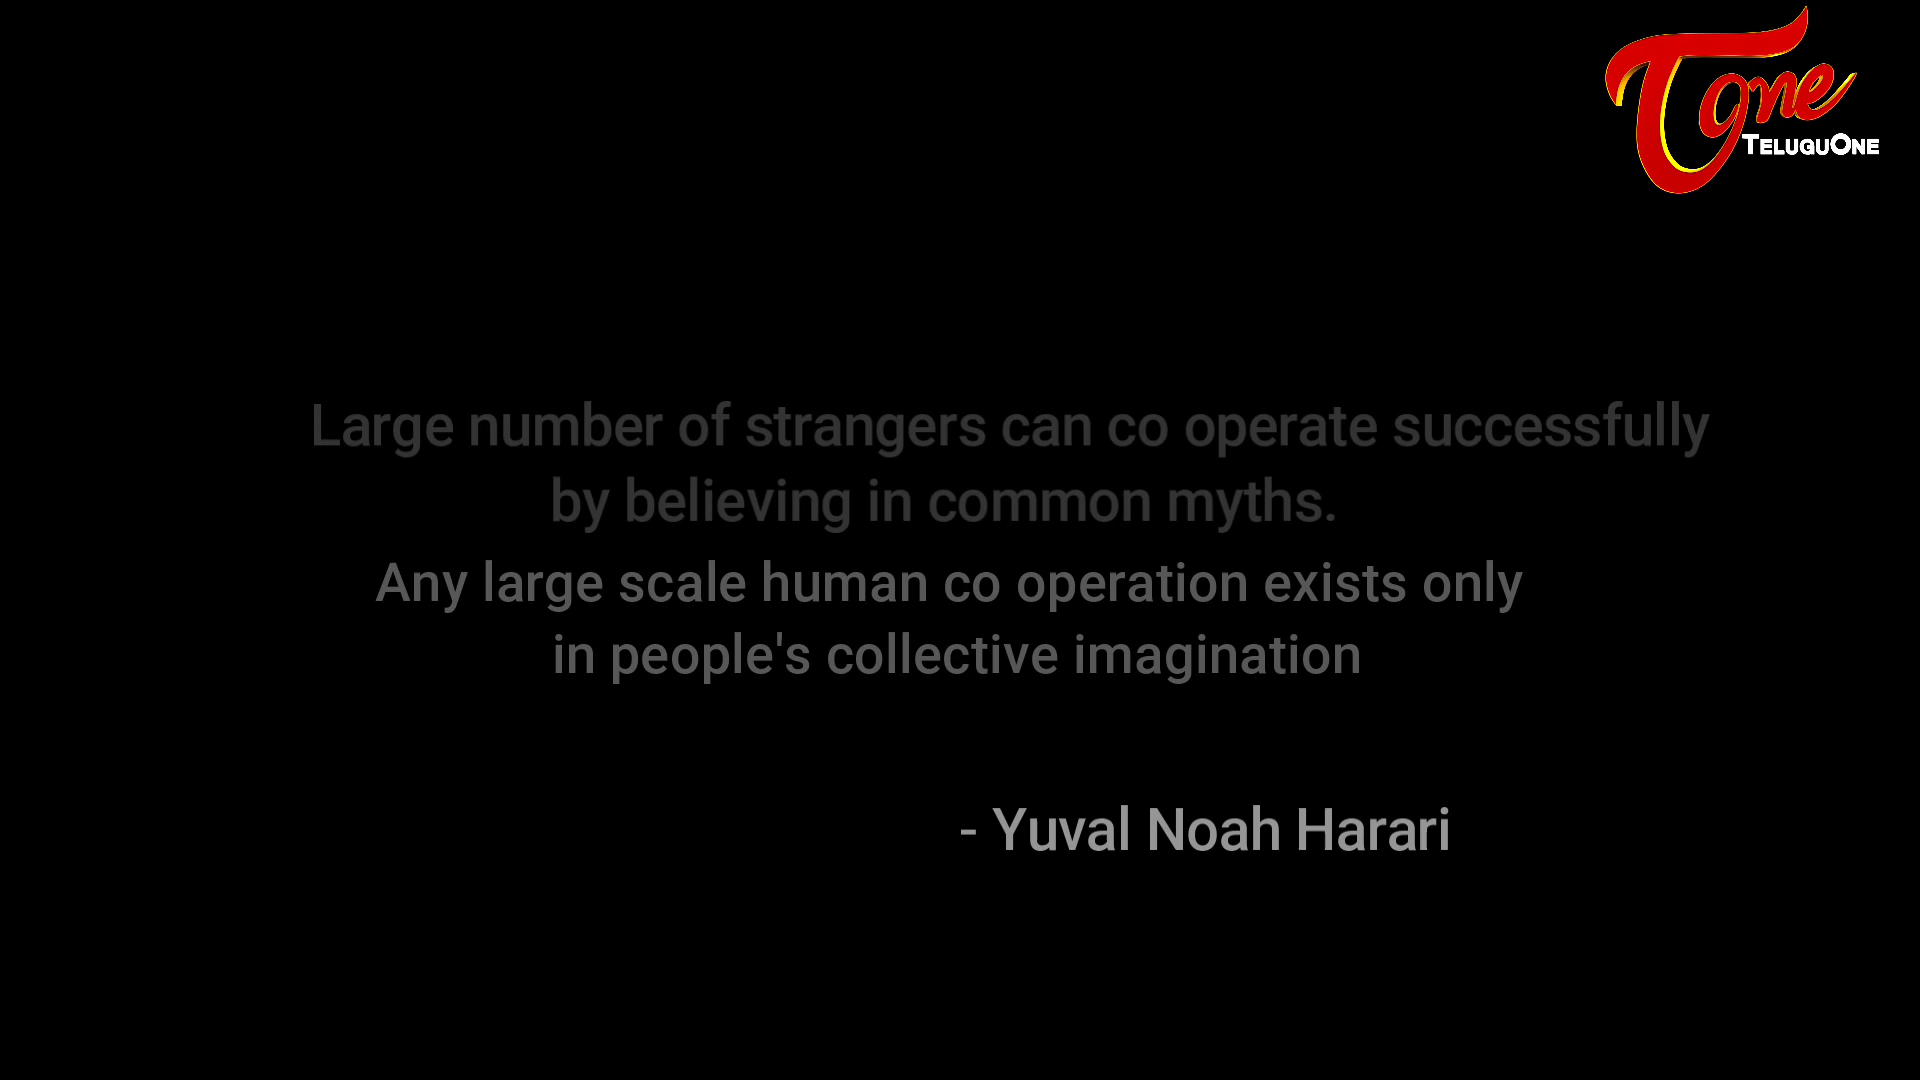 Tone
TELUGUONE
Large number of strangers can co operate successfully
by believing in common myths.
Any large scale human co operation exists only
in people's collective imagination
- Yuval Noah Harari